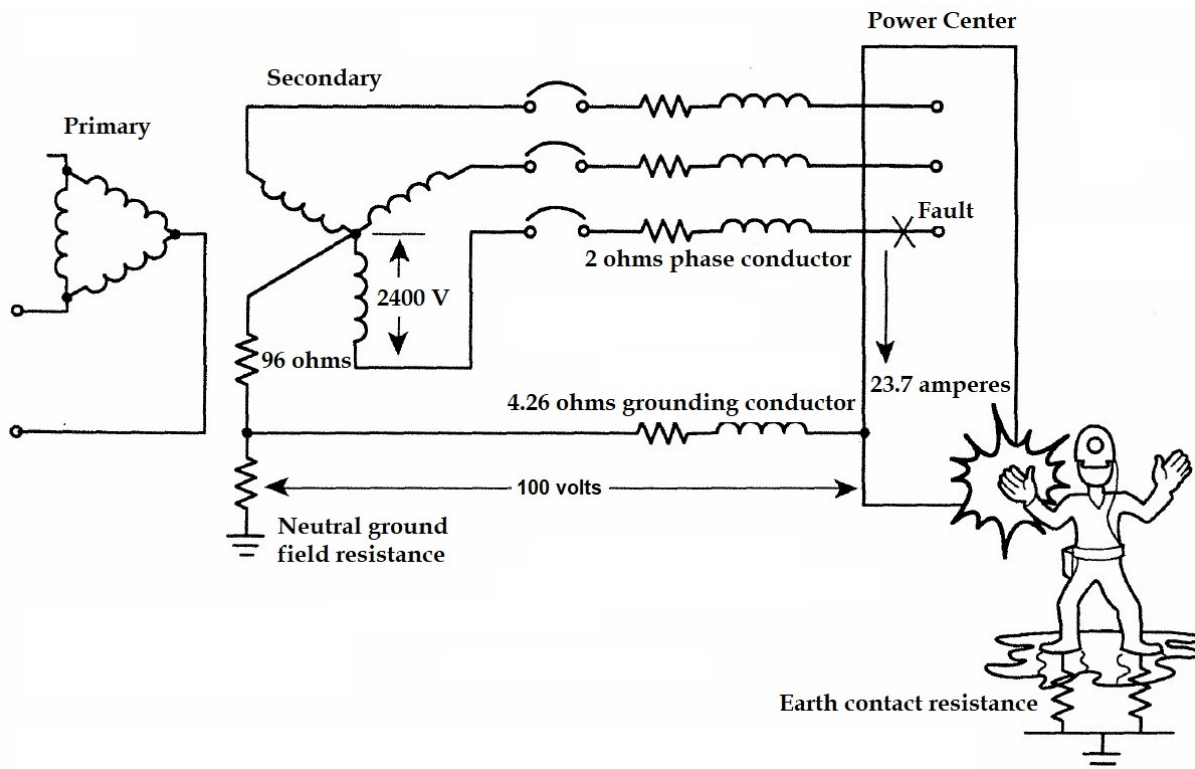 Power Center
Secondary
Primary
Fault
2 ohms phase conductor
2400 V
96 ohms
23.7 amperes
4.26 ohms grounding conductor
100 volts
Neutral ground
field resistance
Earth contact resistance